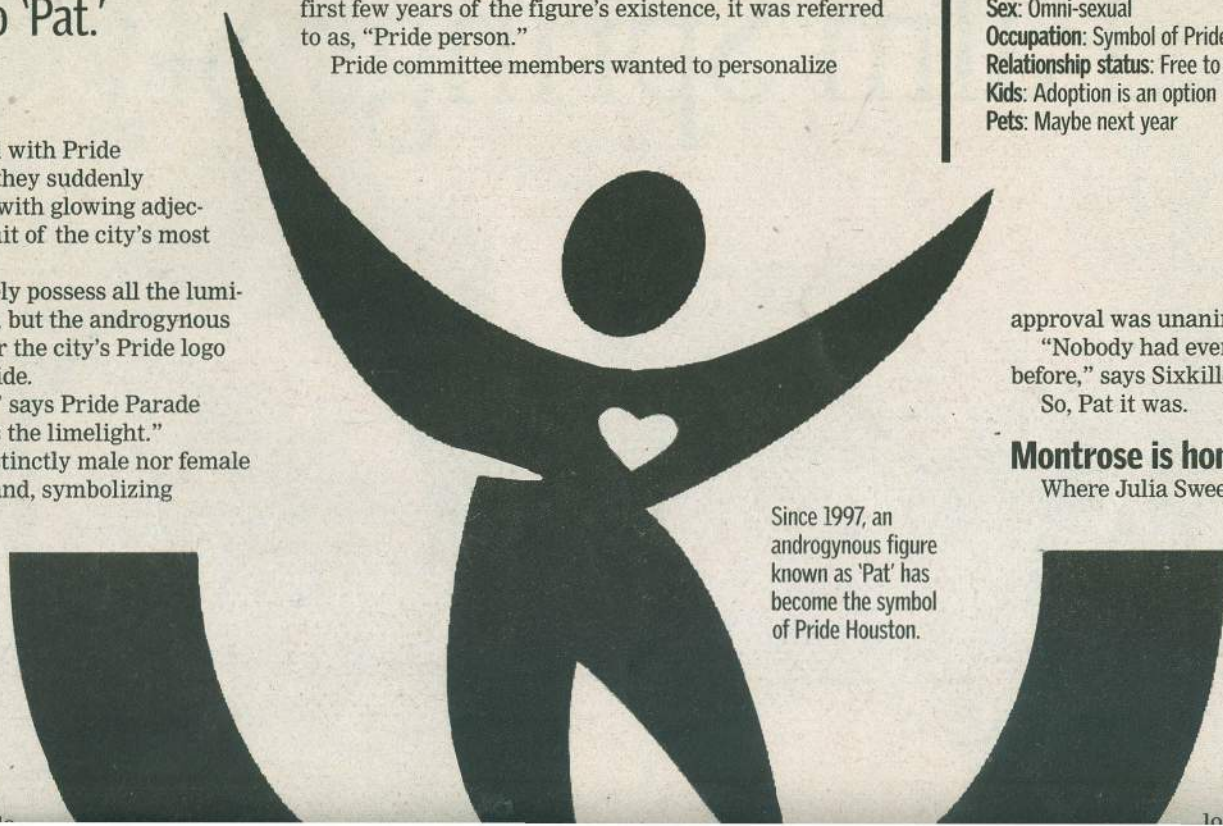 'Pat.'
with Pride
they suddenly
with glowing adjec-
it of the city's most
ly possess all the lumi-
but the androgynous
r the city's Pride logo
ide.
says Pride Parade
the limelight."
tinctly male nor female
and, symbolizing
first few years of the figure's existence, it was referred
to as, "Pride person."
Pride committee members wanted to personalize
Since 1997, an
androgynous figure
known as 'Pat' has
become the symbol
of Pride Houston.
Sex: Omni-sexual
Occupation: Symbol of Pride
Relationship status: Free to
Kids: Adoption is an option
Pets: Maybe next year
approval was unani
"Nobody had ever
before," says Sixkill
So, Pat it was.
Montrose is hon
Where Julia Swee